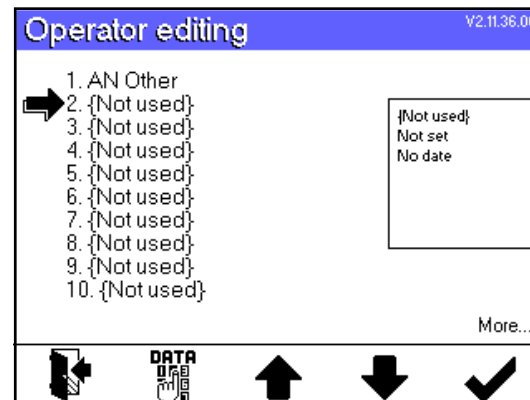 Operator editing
V2.11.36.00
1. AN Other
2. {Not used}
3. {Not used}
4. {Not used}
5. {Not used}
6. {Not used}
7. {Not used}
8. {Not used}
9. {Not used}
10. {Not used}
{Not used}
Not set
No date
More...
DATA